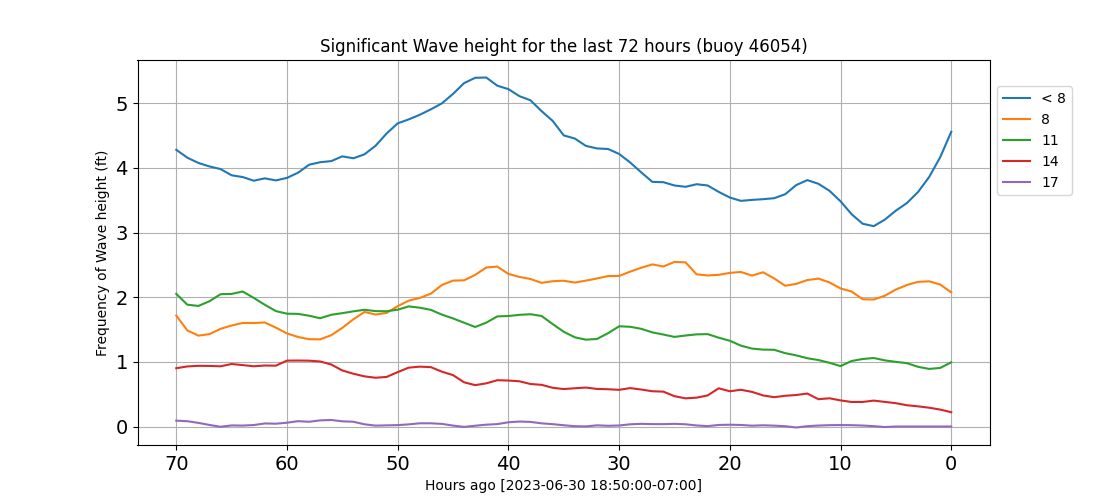 Significant Wave height for the last 72 hours (buoy 46054)
Frequency of Wave height (ft)
5
4
3
2
1
0
70 60 50 40 30 20 10 0
Hours ago [2023-06-30 18:50:00-07:00]
< 8
8
11
14
17